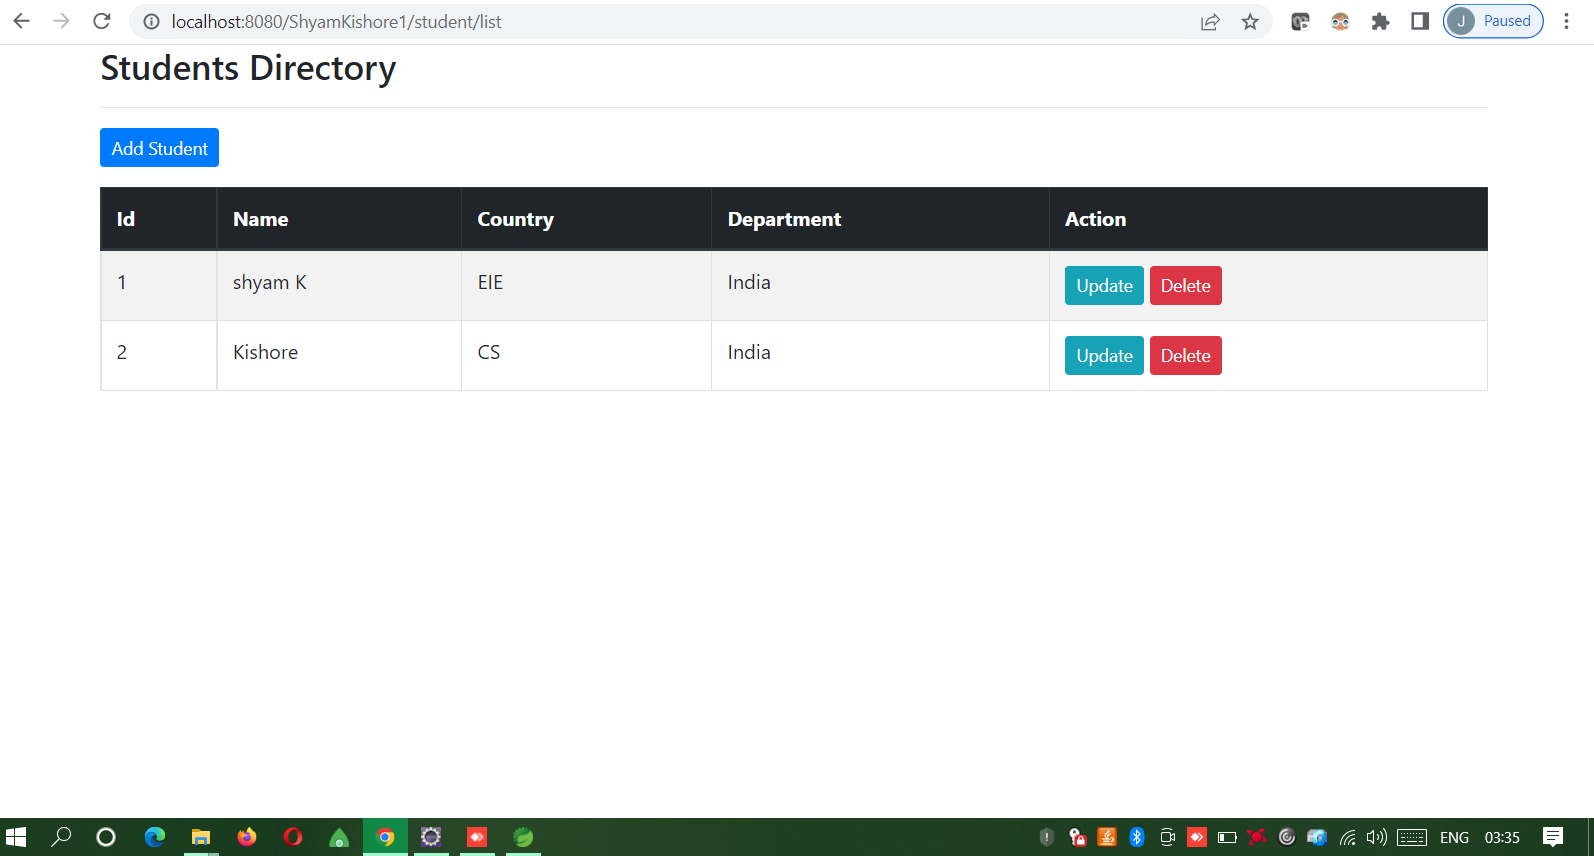 localhost:8080/ShyamKishore1/student/list
J Paused
Students Directory
Add Student
Id Name Country Department Action
1 shyam K EIE India Update Delete
2 Kishore CS India Update Delete
ENG 03:35